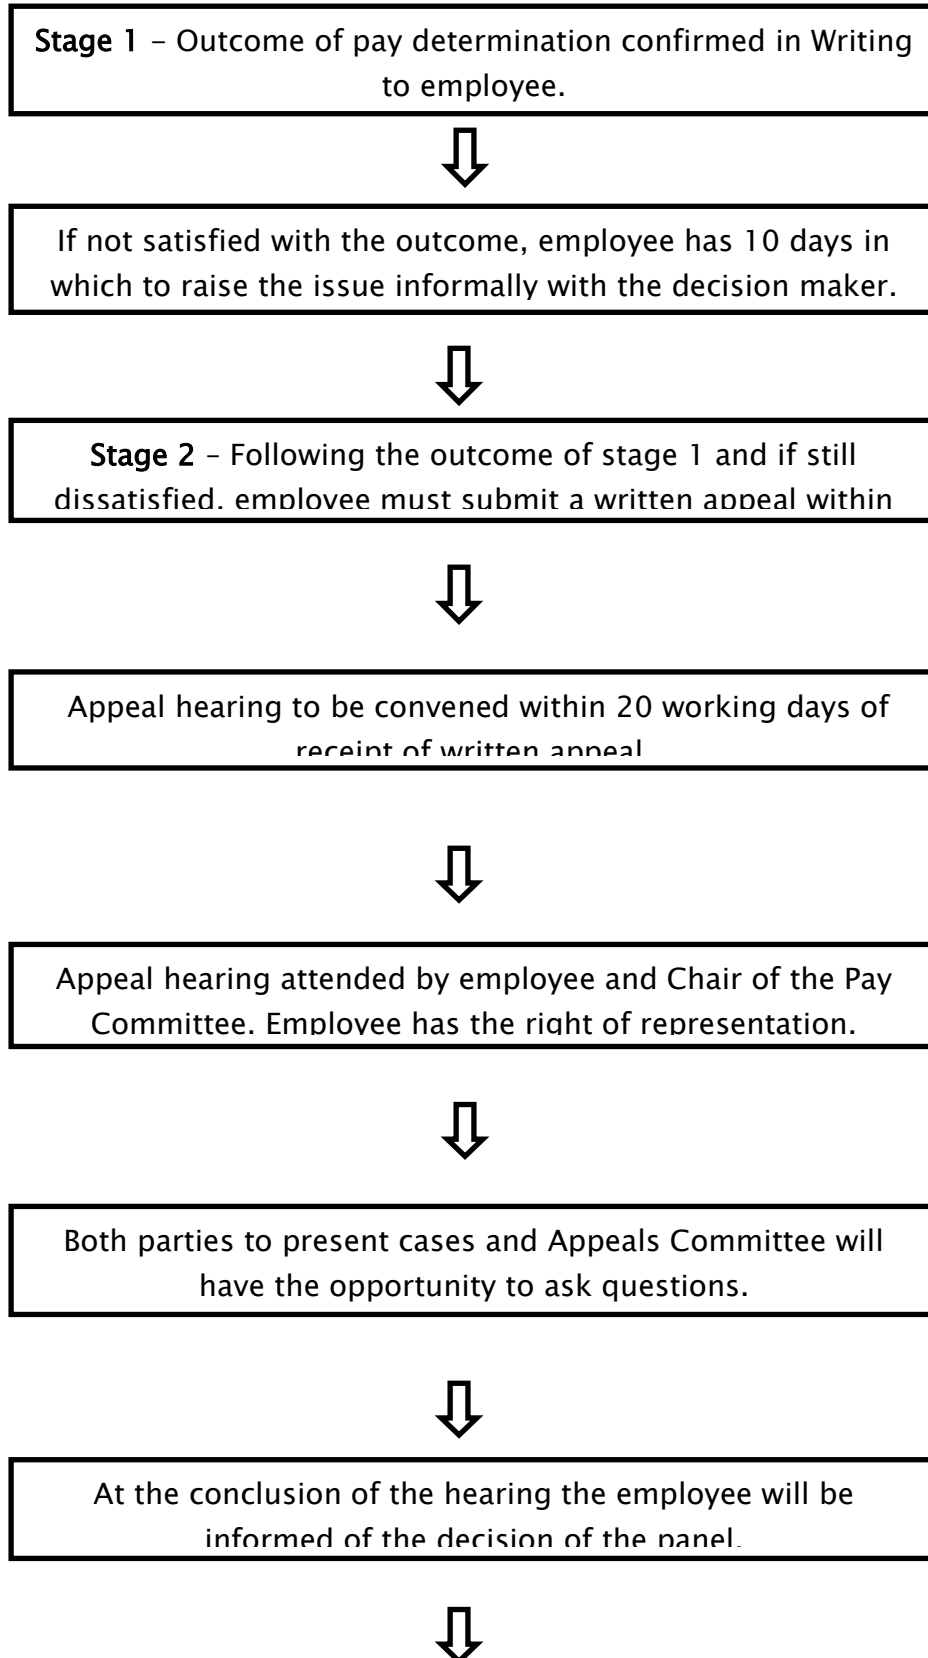 Stage 1 – Outcome of pay determination confirmed in Writing
to employee.
If not satisfied with the outcome, employee has 10 days in
which to raise the issue informally with the decision maker.
Stage 2 – Following the outcome of stage 1 and if still
dissatisfied, employee must submit a written appeal within
Appeal hearing to be convened within 20 working days of
receipt of written appeal
Appeal hearing attended by employee and Chair of the Pay
Committee. Employee has the right of representation.
Both parties to present cases and Appeals Committee will
have the opportunity to ask questions.
At the conclusion of the hearing the employee will be
informed of the decision of the panel.